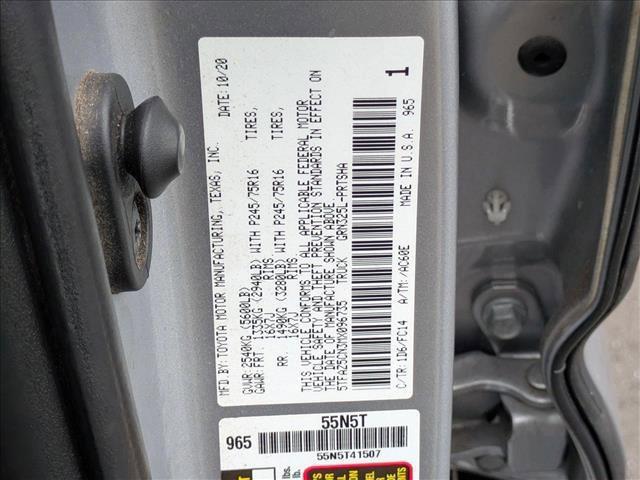 MFD.BY:TOYOTA MOTOR MANUFACTURING, TEXAS, INC. DATE: 10/20
GVWR:2540KG (5600LB)
GAWR:FRT. 1335KG (2940LB) WITH P245/75R16 TIRES,
16X7J RIMS
RR. 1490KG (3280LB) WITH P245/75R16 TIRES,
16X7J RIMS
THIS VEHICLE CONFORMS TO ALL APPLICABLE FEDERAL MOTOR
VEHICLE SAFETY AND THEFT PREVENTION STANDARDS IN EFFECT ON
THE DATE OF MANUFACTURE SHOWN ABOVE.
5TFAZ5CN3MX096735 TRUCK GRN325L-PRTSHA 1
C/TR:1D6/FC14 A/TM: /AC60E MADE IN U.S.A. 965
55N5T
965
55N5T41507